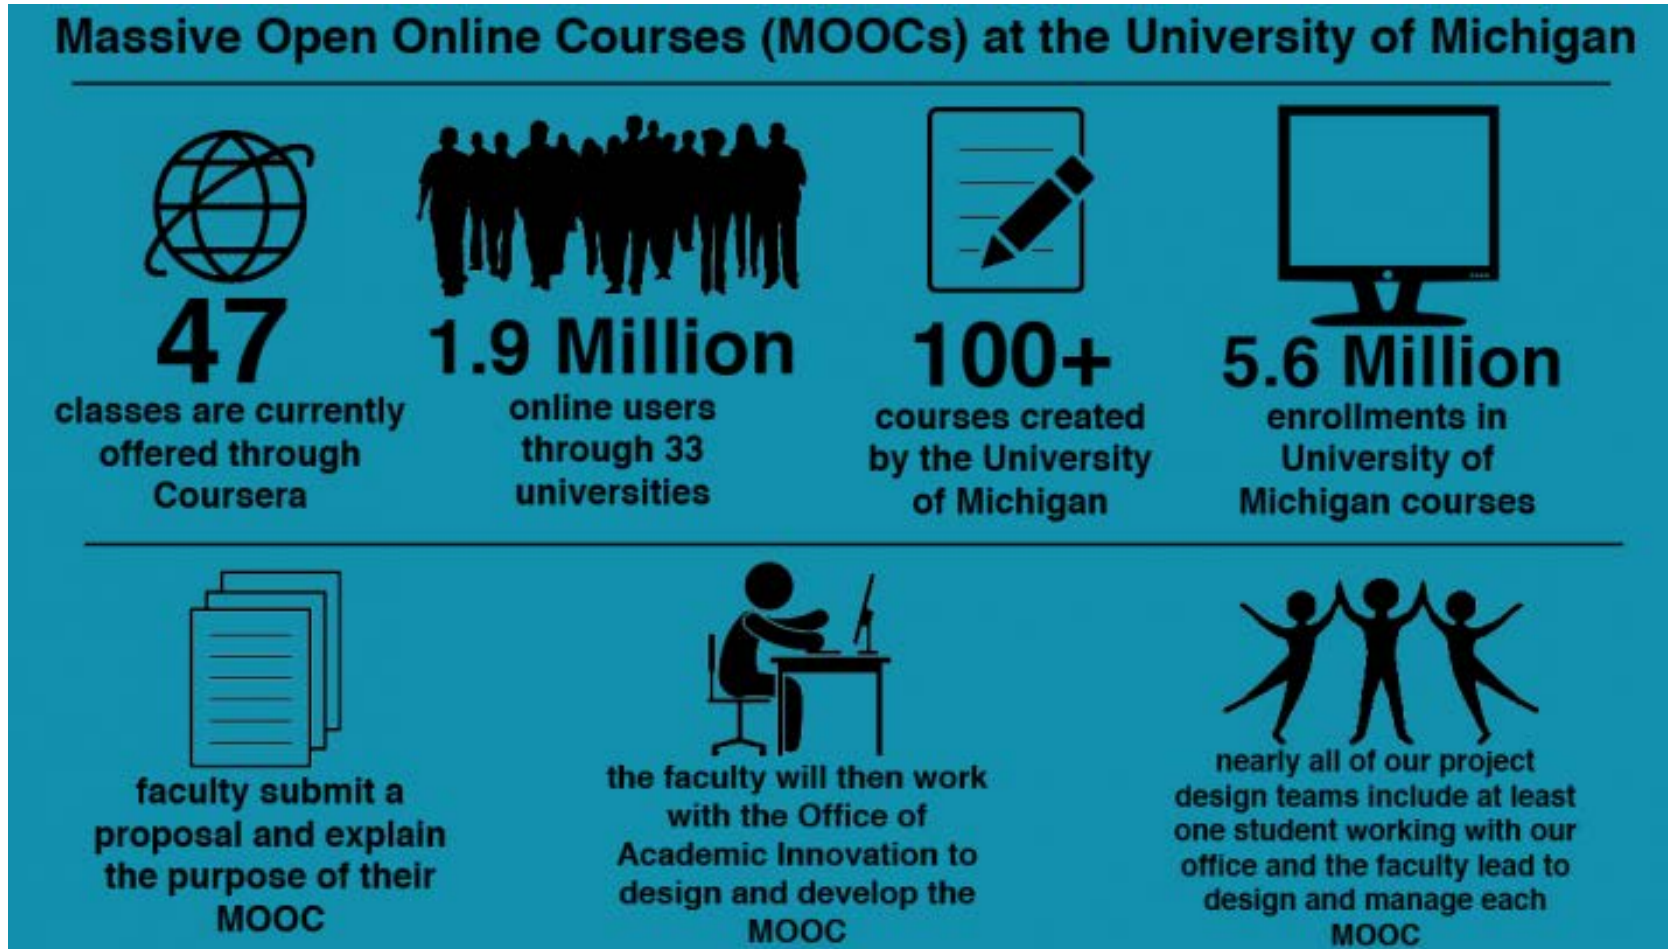 Massive Open Online Courses (MOOCs) at the University of Michigan
47
classes are currently
offered through
Coursera
1.9 Million
online users
through 33
universities
100+
courses created
by the University
of Michigan
5.6 Million
enrollments in
University of
Michigan courses
faculty submit a
proposal and explain
the purpose of their
MOOC
the faculty will then work
with the Office of
Academic Innovation to
design and develop the
MOOC
nearly all of our project
design teams include at least
one student working with our
office and the faculty lead to
design and manage each
MOOC